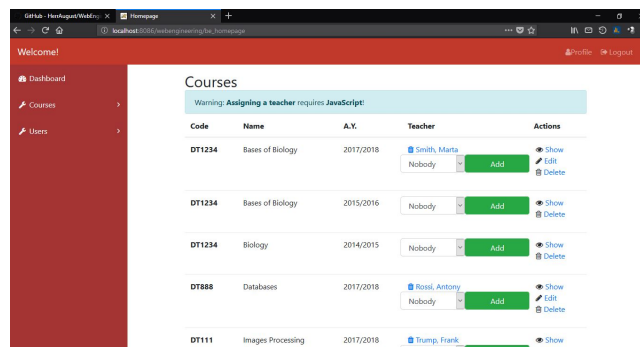 GitHub - HenAugust/WebEngi
Homepage
localhost:8086/webengineering/be_homepage
Welcome!
Profile Logout
Dashboard
Courses
Users
Courses
Warning: Assigning a teacher requires JavaScript!
Code Name A.Y. Teacher Actions
DT1234 Bases of Biology 2017/2018 Smith, Marta Show
Nobody Add Edit
Delete
DT1234 Bases of Biology 2015/2016 Nobody Add Show
Delete
DT1234 Biology 2014/2015 Nobody Add Show
Delete
DT888 Databases 2017/2018 Rossi, Antony Show
Nobody Add Edit
Delete
DT111 Images Processing 2017/2018 Trump, Frank Show